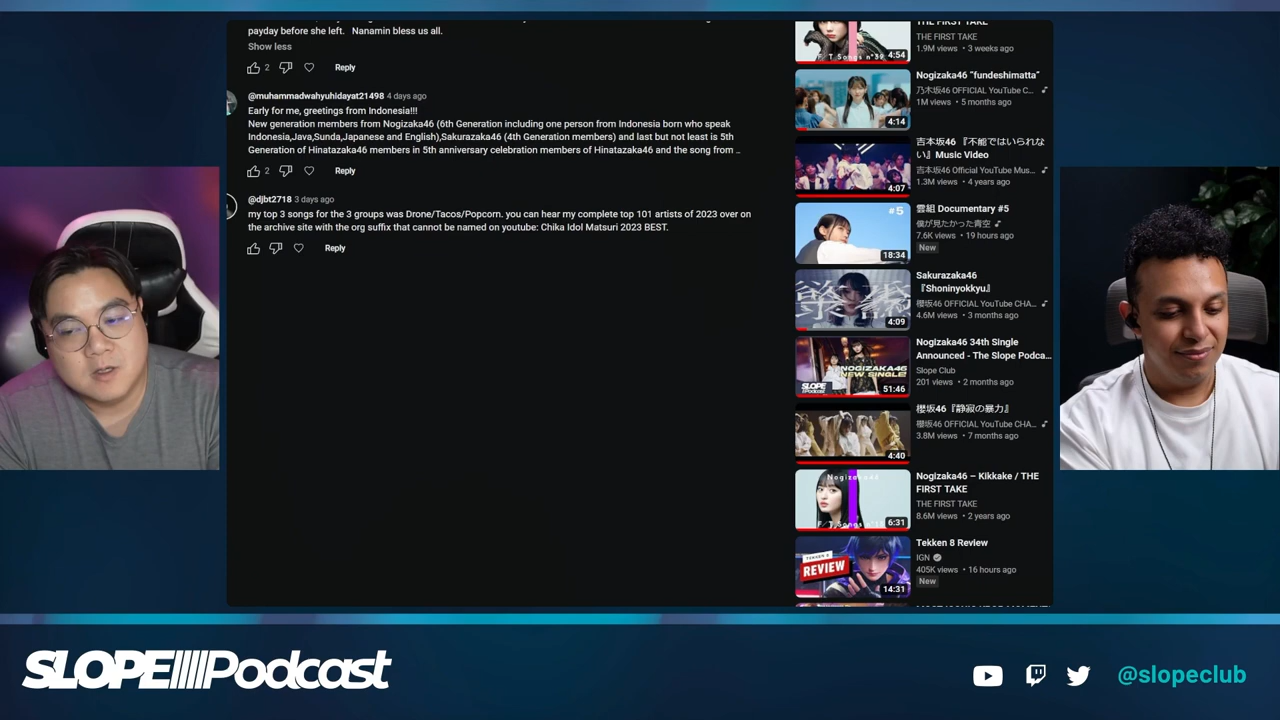 payday before she left. Nanamin bless us all.
Show less
2
Reply
@muhammadwahyuhidayat21498 4 days ago
Early for me, greetings from Indonesia!!!
New generation members from Nogizaka46 (6th Generation including one person from Indonesia born who speak
Indonesia,Java,Sunda,Japanese and English),Sakurazaka46 (4th Generation members) and last but not least is 5th
Generation of Hinatazaka46 members in 5th anniversary celebration members of Hinatazaka46 and the song from ..
2
Reply
@djbt2718 3 days ago
my top 3 songs for the 3 groups was Drone/Tacos/Popcorn. you can hear my complete top 101 artists of 2023 over on
the archive site with the org suffix that cannot be named on youtube: Chika Idol Matsuri 2023 BEST.
Reply
THE FIRST TAKE
THE FIRST TAKE
1.9M views • 3 weeks ago
4:54
Nogizaka46 “fundeshimatta”
乃木坂46 OFFICIAL YouTube C...
1M views • 5 months ago
4:14
吉本坂46 『不能ではいられな
い』Music Video
吉本坂46 Official YouTube Mus...
1.3M views • 4 years ago
4:07
雲組 Documentary #5
僕が見たかった青空
7.6K views • 19 hours ago
New
#5
18:34
Sakurazaka46
『Shoninyokkyu』
櫻坂46 OFFICIAL YouTube CHA...
4.6M views • 3 months ago
4:09
Nogizaka46 34th Single
Announced - The Slope Podca...
Slope Club
201 views • 2 months ago
NOGIZAKA46
NEW SINGLE
SLOPE
Podcast
51:46
櫻坂46『静寂の暴力』
櫻坂46 OFFICIAL YouTube CHA...
3.8M views • 7 months ago
4:40
Nogizaka46 – Kikkake / THE
FIRST TAKE
THE FIRST TAKE
8.6M views • 2 years ago
Nogizaka46
6:31
Tekken 8 Review
IGN
405K views • 16 hours ago
New
TEKKEN 8
REVIEW
14:31
SLOPE Podcast
@slopeclub